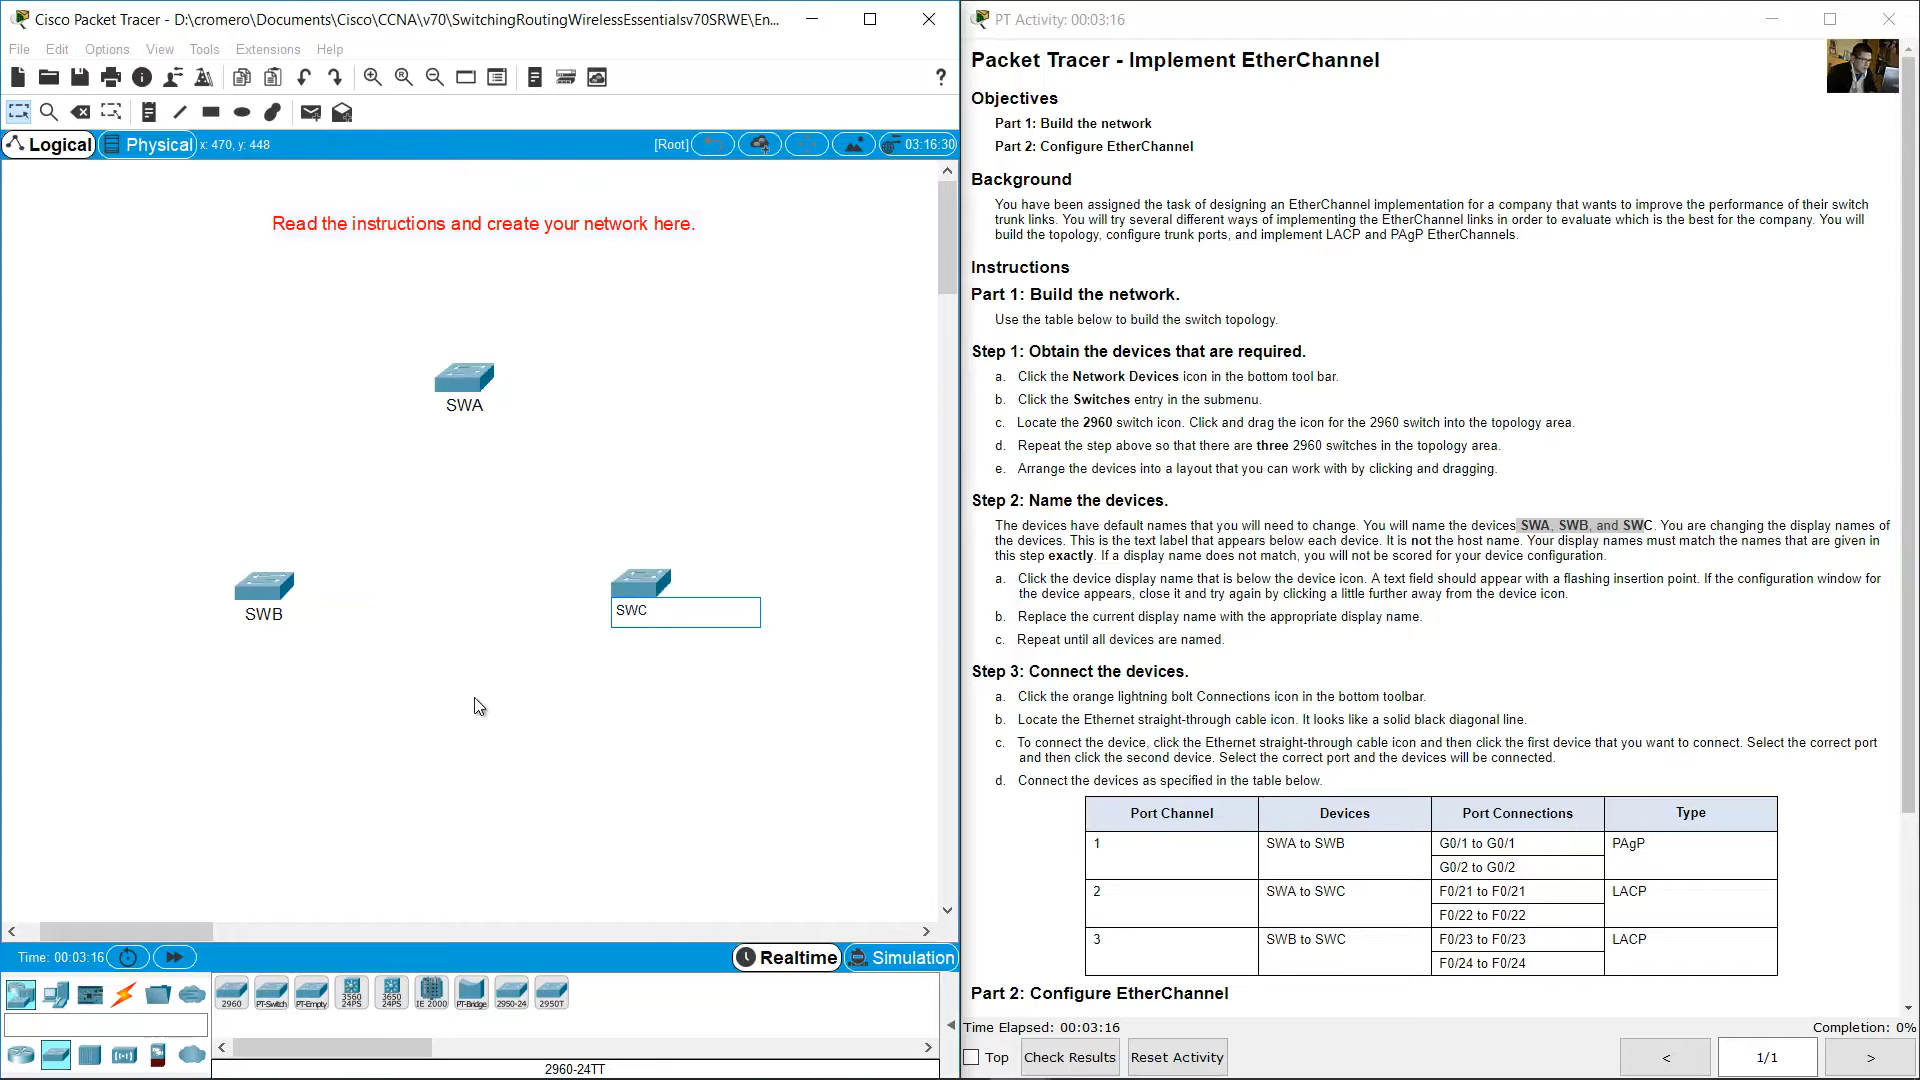 Cisco Packet Tracer - D:\cromero\Documents\Cisco\CCNA\v70\SwitchingRoutingWirelessEssentialsv70SRWE\En...
File Edit Options View Tools Extensions Help
?
Logical Physical x: 470, y: 448 [Root] 03:16:30
Read the instructions and create your network here.
SWA
SWB
SWC
Time: 00:03:16 Realtime Simulation
2960 PT-Switch PT-Empty 3560 24PS 3650 24PS IE 2000 PT-Bridge 2950-24 2950T
2960-24TT
PT Activity: 00:03:16
Packet Tracer - Implement EtherChannel
Objectives
Part 1: Build the network
Part 2: Configure EtherChannel
Background
You have been assigned the task of designing an EtherChannel implementation for a company that wants to improve the performance of their switch
trunk links. You will try several different ways of implementing the EtherChannel links in order to evaluate which is the best for the company. You will
build the topology, configure trunk ports, and implement LACP and PAgP EtherChannels.
Instructions
Part 1: Build the network.
Use the table below to build the switch topology.
Step 1: Obtain the devices that are required.
a. Click the Network Devices icon in the bottom tool bar.
b. Click the Switches entry in the submenu.
c. Locate the 2960 switch icon. Click and drag the icon for the 2960 switch into the topology area.
d. Repeat the step above so that there are three 2960 switches in the topology area.
e. Arrange the devices into a layout that you can work with by clicking and dragging.
Step 2: Name the devices.
The devices have default names that you will need to change. You will name the devices SWA, SWB, and SWC. You are changing the display names of
the devices. This is the text label that appears below each device. It is not the host name. Your display names must match the names that are given in
this step exactly. If a display name does not match, you will not be scored for your device configuration.
a. Click the device display name that is below the device icon. A text field should appear with a flashing insertion point. If the configuration window for
the device appears, close it and try again by clicking a little further away from the device icon.
b. Replace the current display name with the appropriate display name.
c. Repeat until all devices are named.
Step 3: Connect the devices.
a. Click the orange lightning bolt Connections icon in the bottom toolbar.
b. Locate the Ethernet straight-through cable icon. It looks like a solid black diagonal line.
c. To connect the device, click the Ethernet straight-through cable icon and then click the first device that you want to connect. Select the correct port
and then click the second device. Select the correct port and the devices will be connected.
d. Connect the devices as specified in the table below.
Port Channel Devices Port Connections Type
1 SWA to SWB G0/1 to G0/1 PAgP
G0/2 to G0/2
2 SWA to SWC F0/21 to F0/21 LACP
F0/22 to F0/22
3 SWB to SWC F0/23 to F0/23 LACP
F0/24 to F0/24
Part 2: Configure EtherChannel
Time Elapsed: 00:03:16 Completion: 0%
Top Check Results Reset Activity < 1/1 >